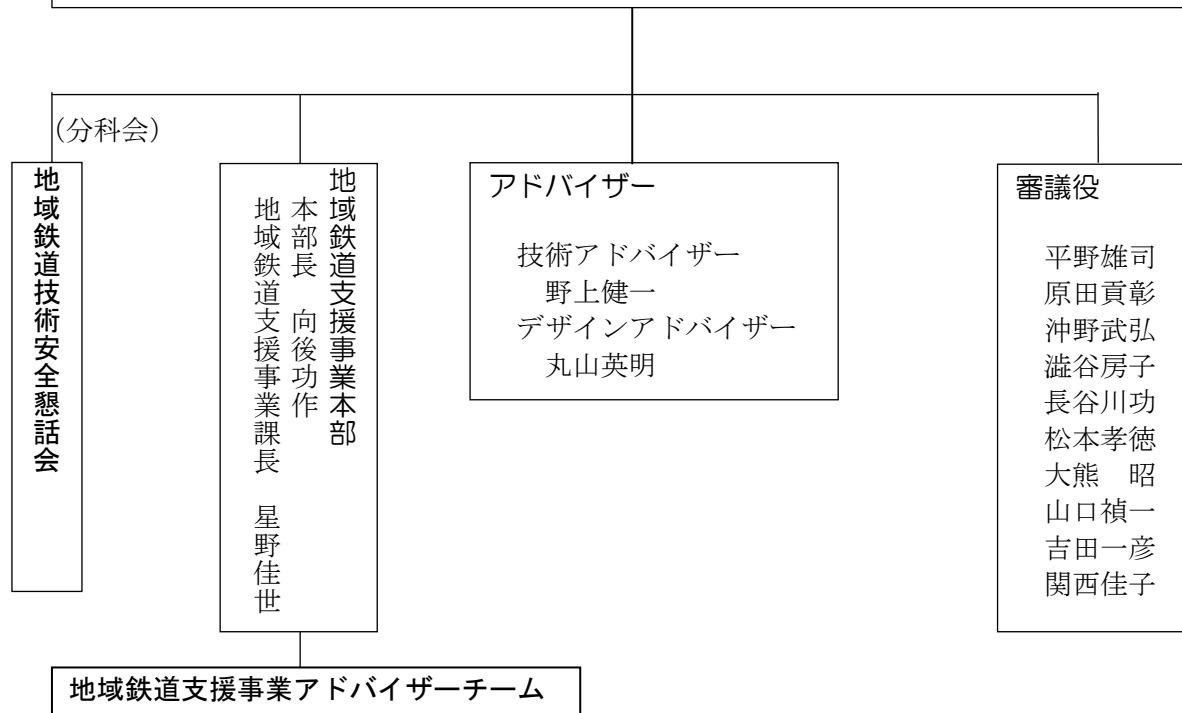 (分科会)
地域鉄道技術安全懇話会
地域鉄道支援事業本部
本部長　向後功作
地域鉄道支援事業課長　星野佳世
アドバイザー
技術アドバイザー
野上健一
デザインアドバイザー
丸山英明
審議役
平野雄司
原田貢彰
沖野武弘
澁谷房子
長谷川功
松本孝徳
大熊　昭
山口禎一
吉田一彦
関西佳子
地域鉄道支援事業アドバイザーチーム